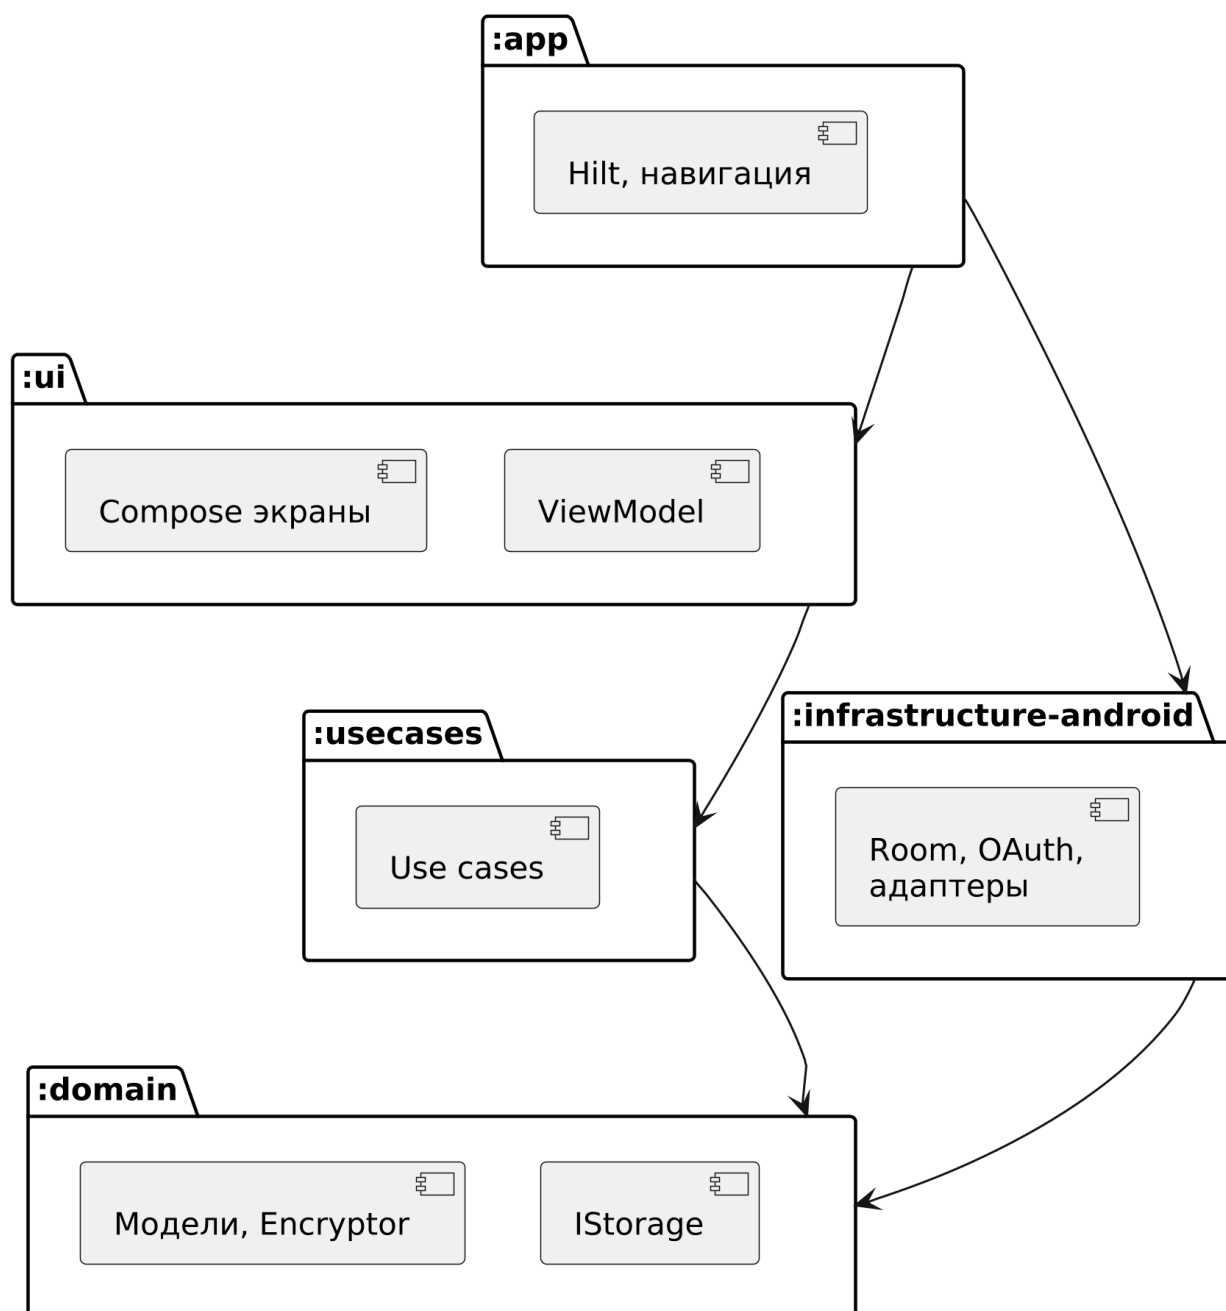 :app
Hilt, навигация
:ui
Compose экраны
ViewModel
:usecases
Use cases
:infrastructure-android
Room, OAuth,
адаптеры
:domain
Модели, Encryptor
IStorage